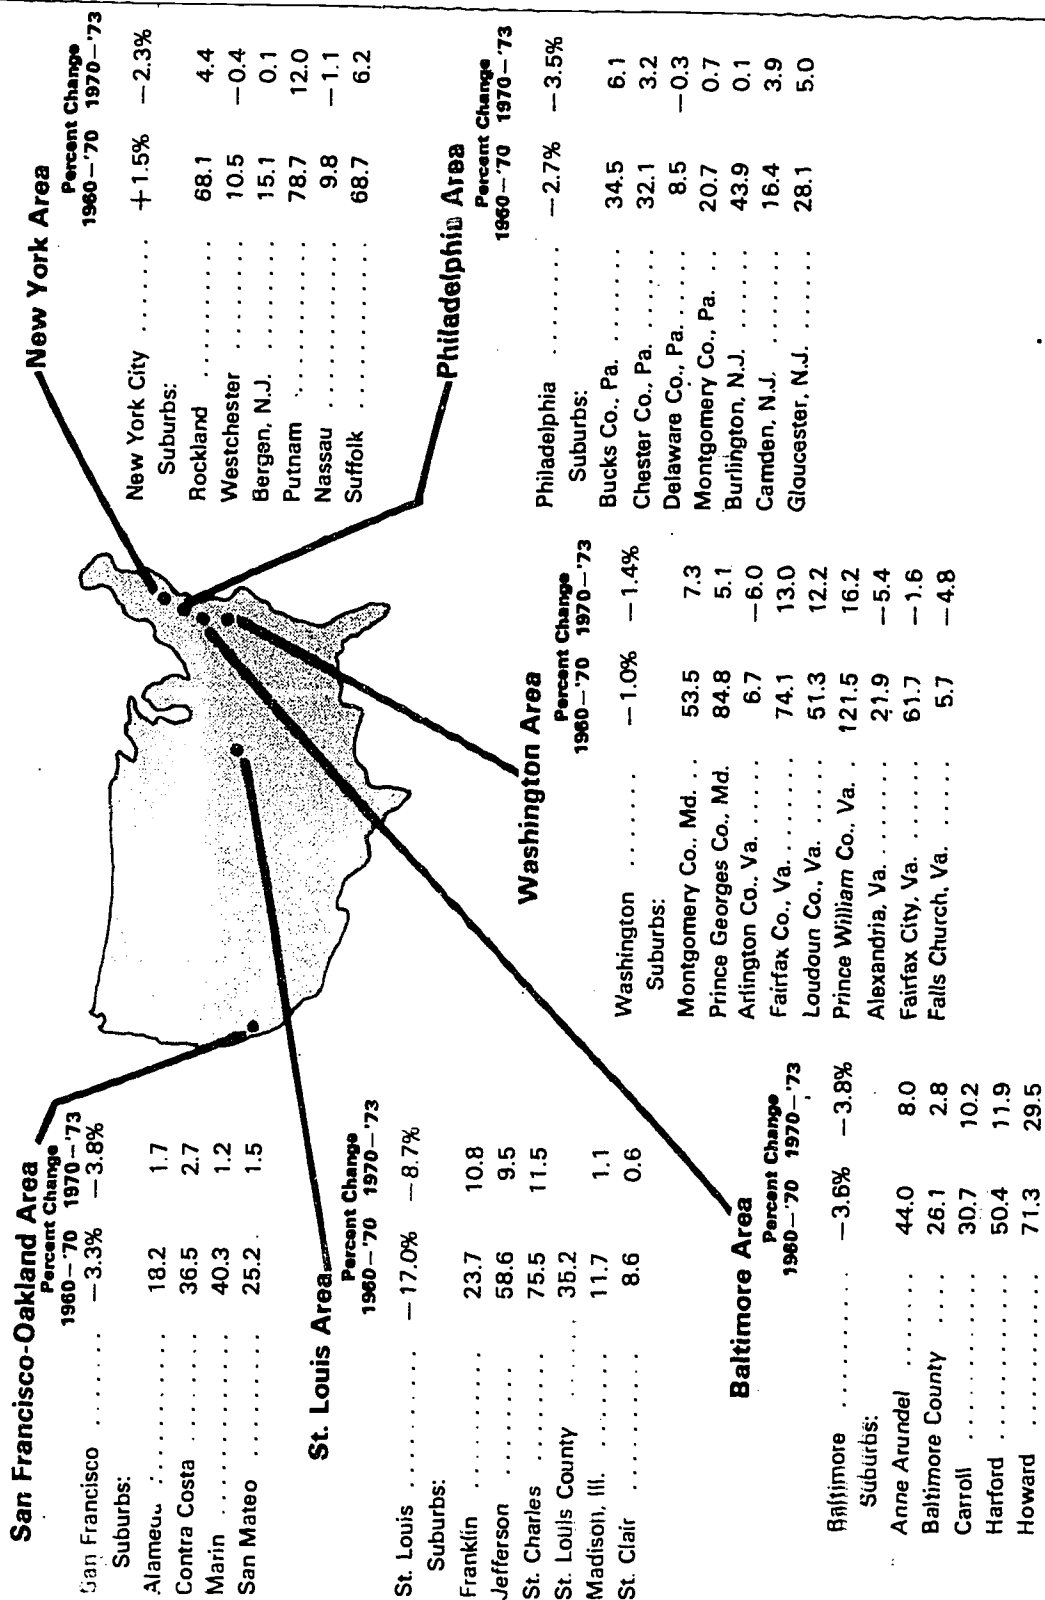 San Francisco-Oakland Area
Percent Change
1960–'70 1970–'73
San Francisco ....... –3.3% –3.8%
Suburbs:
Alameda .......... 18.2 1.7
Contra Costa ....... 36.5 2.7
Marin ............ 40.3 1.2
San Mateo ......... 25.2 1.5
St. Louis Area
Percent Change
1960–'70 1970–'73
St. Louis .......... –17.0% –8.7%
Suburbs:
Franklin .......... 23.7 10.8
Jefferson ......... 58.6 9.5
St. Charles ........ 75.5 11.5
St. Louis County ..... 35.2
Madison, Ill. ....... 11.7 1.1
St. Clair .......... 8.6 0.6
Baltimore Area
Percent Change
1960–'70 1970–'73
Baltimore .......... –3.6% –3.8%
Suburbs:
Anne Arundel ...... 44.0 8.0
Baltimore County .... 26.1 2.8
Carroll ........... 30.7 10.2
Harford .......... 50.4 11.9
Howard .......... 71.3 29.5
New York Area
Percent Change
1960–'70 1970–'73
New York City ....... +1.5% –2.3%
Suburbs:
Rockland .......... 68.1 4.4
Westchester ........ 10.5 –0.4
Bergen, N.J. ........ 15.1 0.1
Putnam ........... 78.7 12.0
Nassau ........... 9.8 –1.1
Suffolk ........... 68.7 6.2
Washington Area
Percent Change
1960–'70 1970–'73
Washington ....... –1.0% –1.4%
Suburbs:
Montgomery Co., Md. ... 53.5 7.3
Prince Georges Co., Md. 84.8 5.1
Arlington Co., Va. ..... 6.7 –6.0
Fairfax Co., Va. ....... 74.1 13.0
Loudoun Co., Va. ..... 51.3 12.2
Prince William Co., Va. .. 121.5 16.2
Alexandria, Va. ....... 21.9 –5.4
Fairfax City, Va. ...... 61.7 –1.6
Falls Church, Va. ..... 5.7 –4.8
Philadelphia Area
Percent Change
1960–'70 1970–'73
Philadelphia ........ –2.7% –3.5%
Suburbs:
Bucks Co., Pa. ....... 34.5 6.1
Chester Co., Pa. ...... 32.1 3.2
Delaware Co., Pa. ..... 8.5 –0.3
Montgomery Co., Pa. ... 20.7 0.7
Burlington, N.J. ...... 43.9 0.1
Camden, N.J. ........ 16.4 3.9
Gloucester, N.J. ...... 28.1 5.0